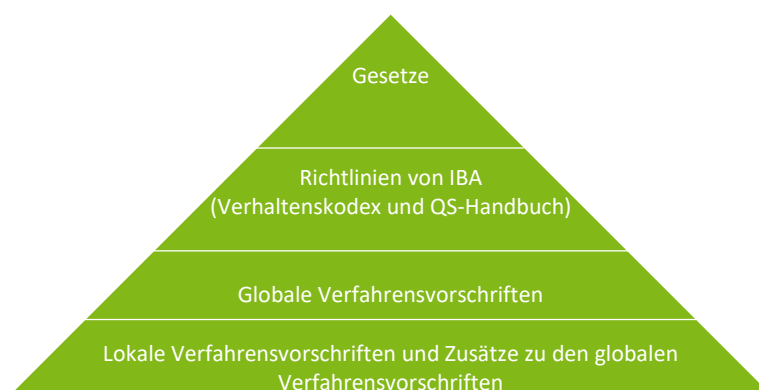 Gesetze
Richtlinien von IBA
(Verhaltenskodex und QS-Handbuch)
Globale Verfahrensvorschriften
Lokale Verfahrensvorschriften und Zusätze zu den globalen
Verfahrensvorschriften